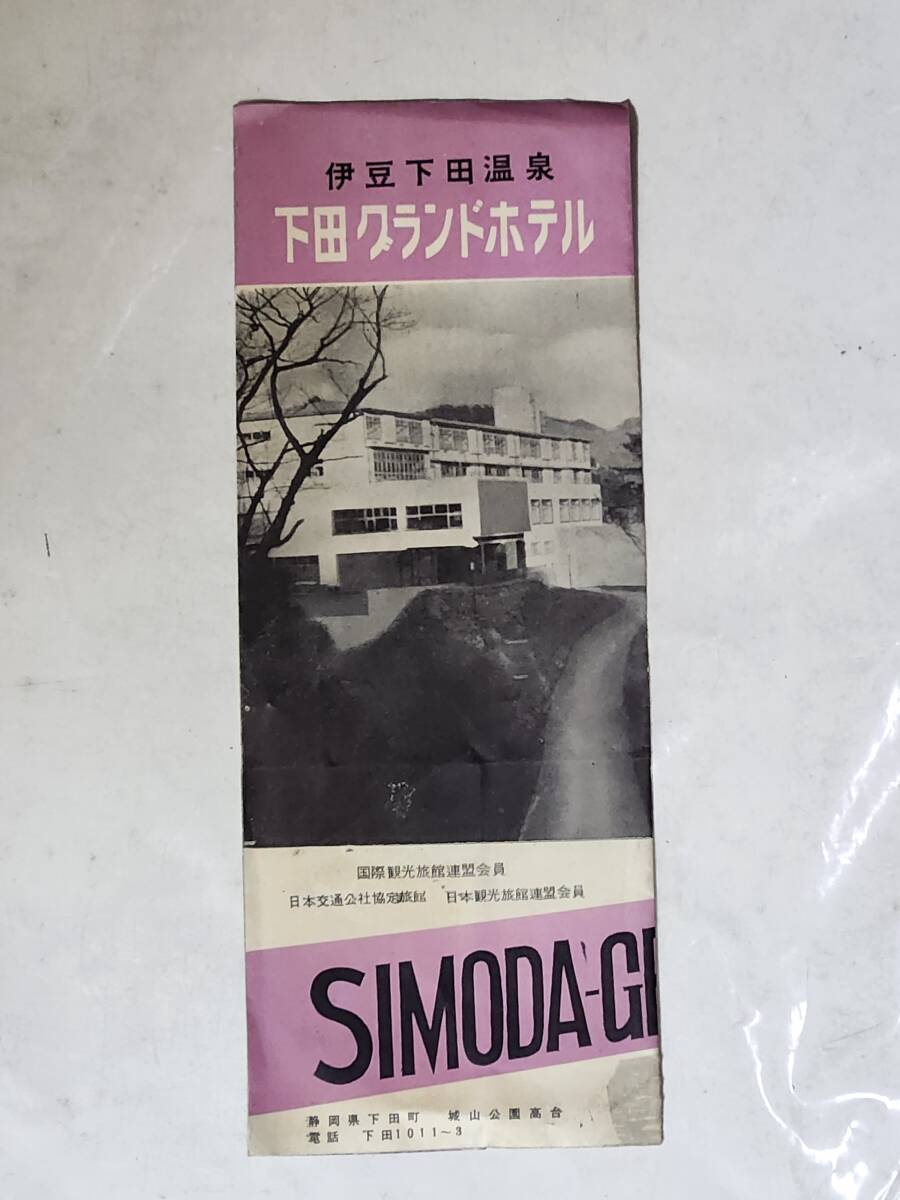 伊豆下田温泉
下田グランドホテル
国際観光旅館連盟会員
日本交通公社協定旅館 日本観光旅館連盟会員
SIMODA-G
静岡県下田町 城山公園高台
電話 下田1011~3